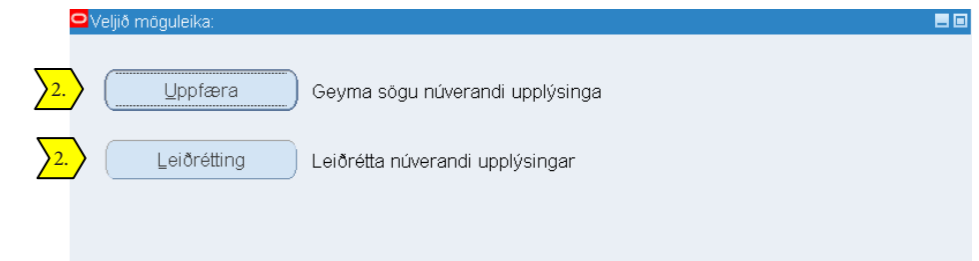 Veljið möguleika:
2. Uppfæra Geyma sögu núverandi upplýsinga
2. Leiðrétting Leiðrétta núverandi upplýsingar